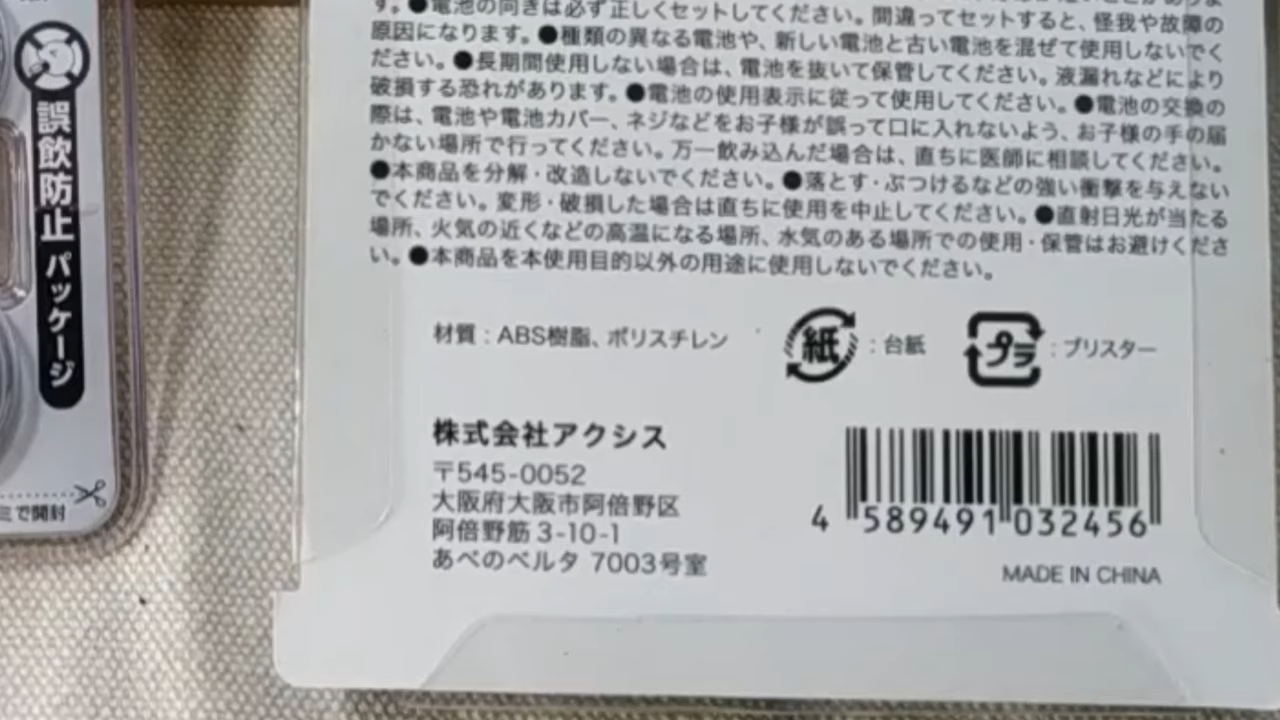 誤飲防止パッケージ
ミで開封
す。●電池の向きは必ず正しくセットしてください。間違ってセットすると、怪我や故障の
原因になります。●種類の異なる電池や、新しい電池と古い電池を混ぜて使用しないでく
ださい。●長期間使用しない場合は、電池を抜いて保管してください。液漏れなどにより
破損する恐れがあります。●電池の使用表示に従って使用してください。●電池の交換の
際は、電池や電池カバー、ネジなどをお子様が誤って口に入れないよう、お子様の手の届
かない場所で行ってください。万一飲み込んだ場合は、直ちに医師に相談してください。
●本商品を分解・改造しないでください。●落とす・ぶつけるなどの強い衝撃を与えない
でください。変形・破損した場合は直ちに使用を中止してください。●直射日光が当たる
場所、火気の近くなどの高温になる場所、水気のある場所での使用・保管はお避けくださ
い。●本商品を本使用目的以外の用途に使用しないでください。
材質：ABS樹脂、ポリスチレン
紙：台紙
プラ：ブリスター
株式会社アクシス
〒545-0052
大阪府大阪市阿倍野区
阿倍野筋3-10-1
あべのベルタ 7003号室
4 589491 032456
MADE IN CHINA